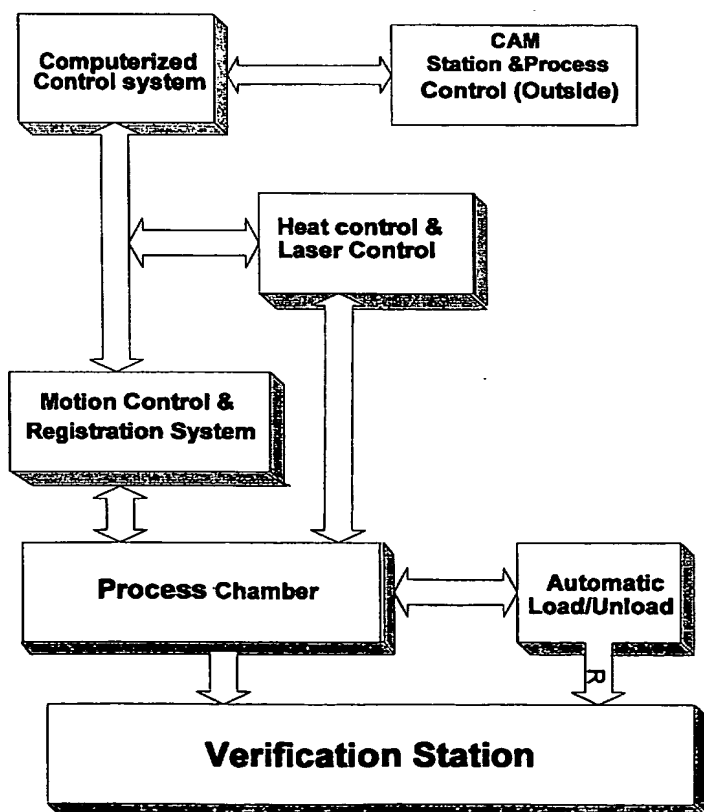 Computerized
Control system
CAM
Station &Process
Control (Outside)
Heat control &
Laser Control
Motion Control &
Registration System
Process Chamber
Automatic
Load/Unload
R
Verification Station